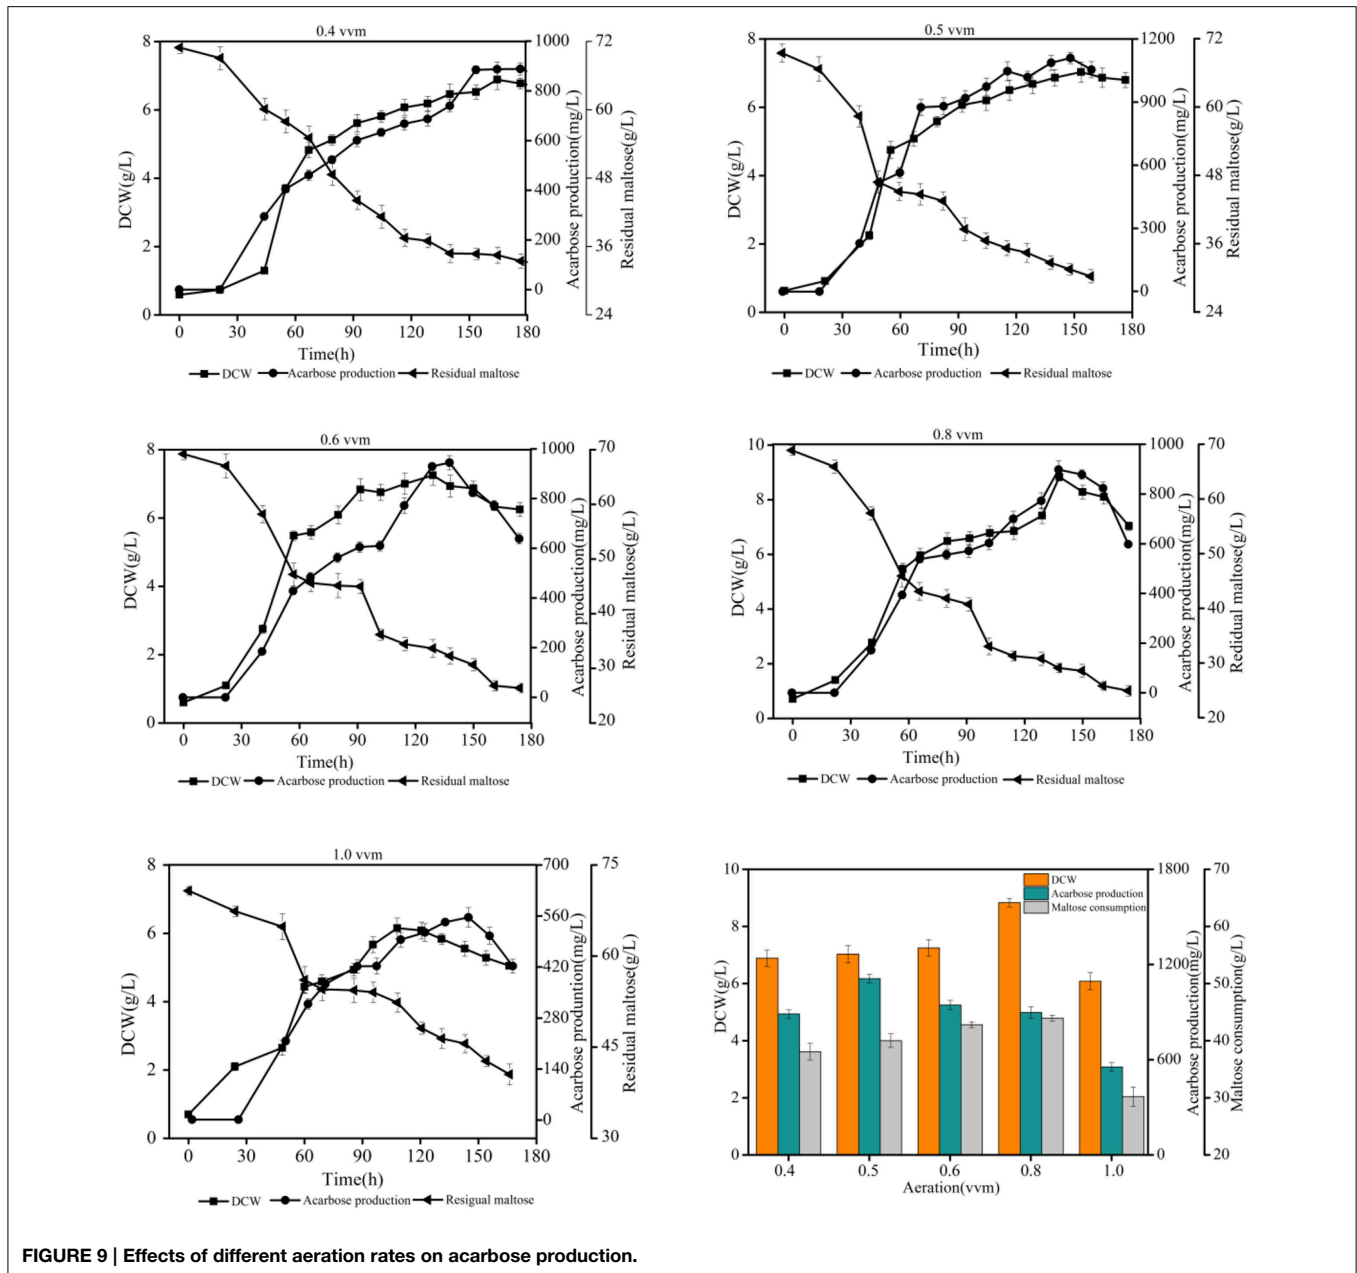 0.4 vvm
8
6
4
2
0
DCW(g/L)
1000
800
600
400
200
0
Acarbose production(mg/L)
72
60
48
36
24
Residual maltose(g/L)
0 30 60 90 120 150 180
Time(h)
DCW Acarbose production Residual maltose
0.5 vvm
8
6
4
2
0
DCW(g/L)
1200
900
600
300
0
Acarbose production(mg/L)
72
60
48
36
24
Residual maltose(g/L)
0 30 60 90 120 150 180
Time(h)
DCW Acarbose production Residual maltose
0.6 vvm
8
6
4
2
0
DCW(g/L)
1000
800
600
400
200
0
Acarbose production(mg/L)
70
60
50
40
30
20
Residual maltose(g/L)
0 30 60 90 120 150 180
Time(h)
DCW Acarbose production Residual maltose
0.8 vvm
10
8
6
4
2
0
DCW(g/L)
1000
800
600
400
200
0
Acarbose production(mg/L)
70
60
50
40
30
20
Redidual maltose(g/L)
0 30 60 90 120 150 180
Time(h)
DCW Acarbose production Residual maltose
1.0 vvm
8
6
4
2
0
DCW(g/L)
700
560
420
280
140
0
Acarbose produntion(mg/L)
75
60
45
30
Residual maltose(g/L)
0 30 60 90 120 150 180
Time(h)
DCW Acarbose production Resigual maltose
10
8
6
4
2
0
DCW(g/L)
DCW
Acarbose production
Maltose consumption
1800
1200
600
0
Acarbose production(mg/L)
70
60
50
40
30
20
Maltose consumption(g/L)
0.4 0.5 0.6 0.8 1.0
Aeration(vvm)
FIGURE 9 | Effects of different aeration rates on acarbose production.